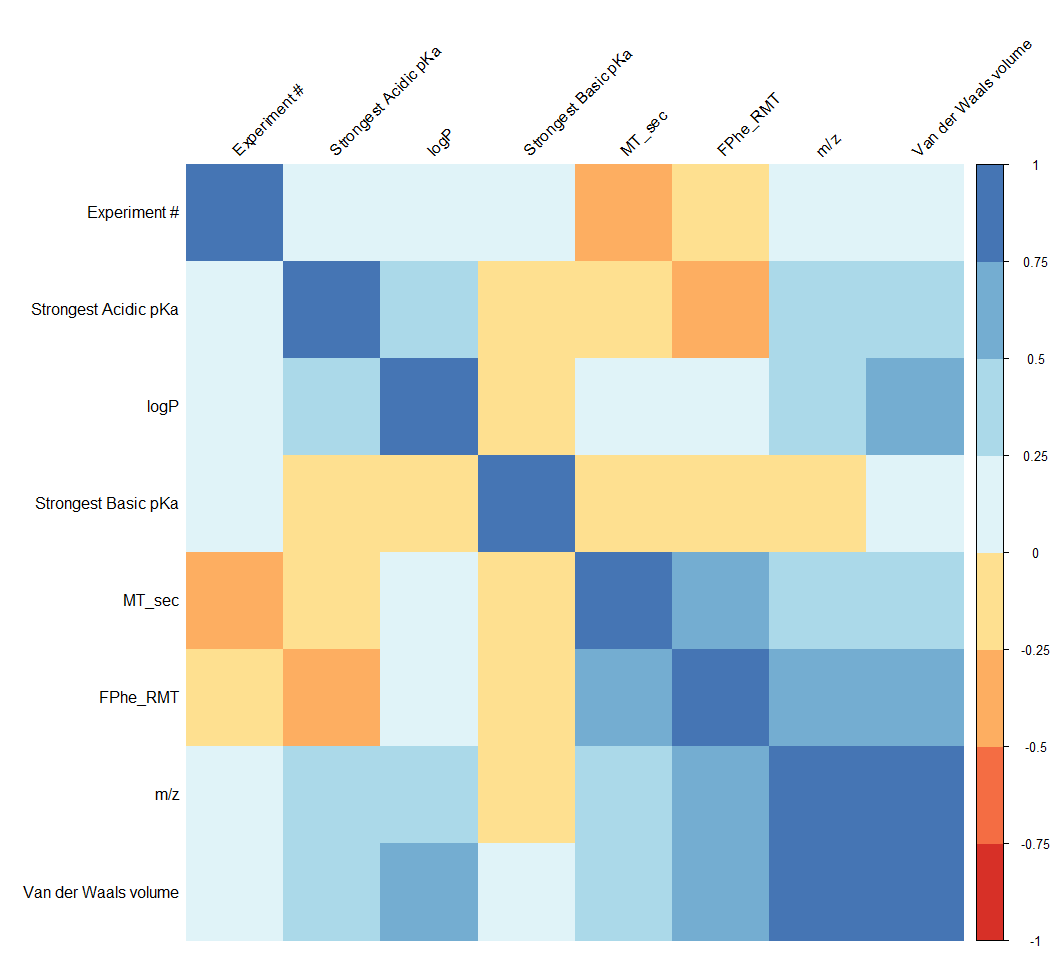 Experiment #
Strongest Acidic pKa
logP
Strongest Basic pKa
MT_sec
FPhe_RMT
m/z
Van der Waals volume
Experiment #
Strongest Acidic pKa
logP
Strongest Basic pKa
MT_sec
FPhe_RMT
m/z
Van der Waals volume
1
0.75
0.5
0.25
0
-0.25
-0.5
-0.75
-1